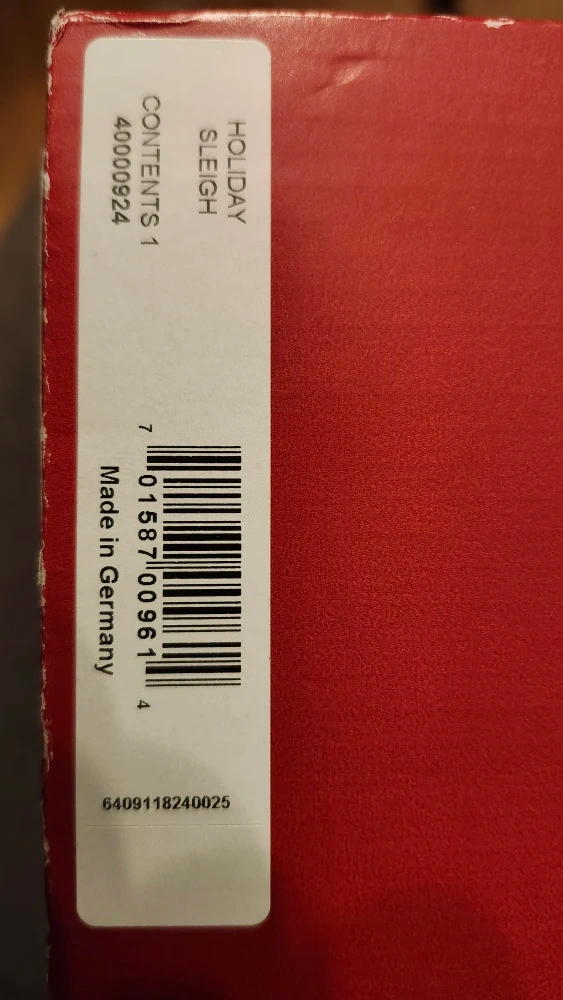 HOLIDAY
SLEIGH
CONTENTS 1
40000924
7 01587 00961 4
Made in Germany
6409118240025